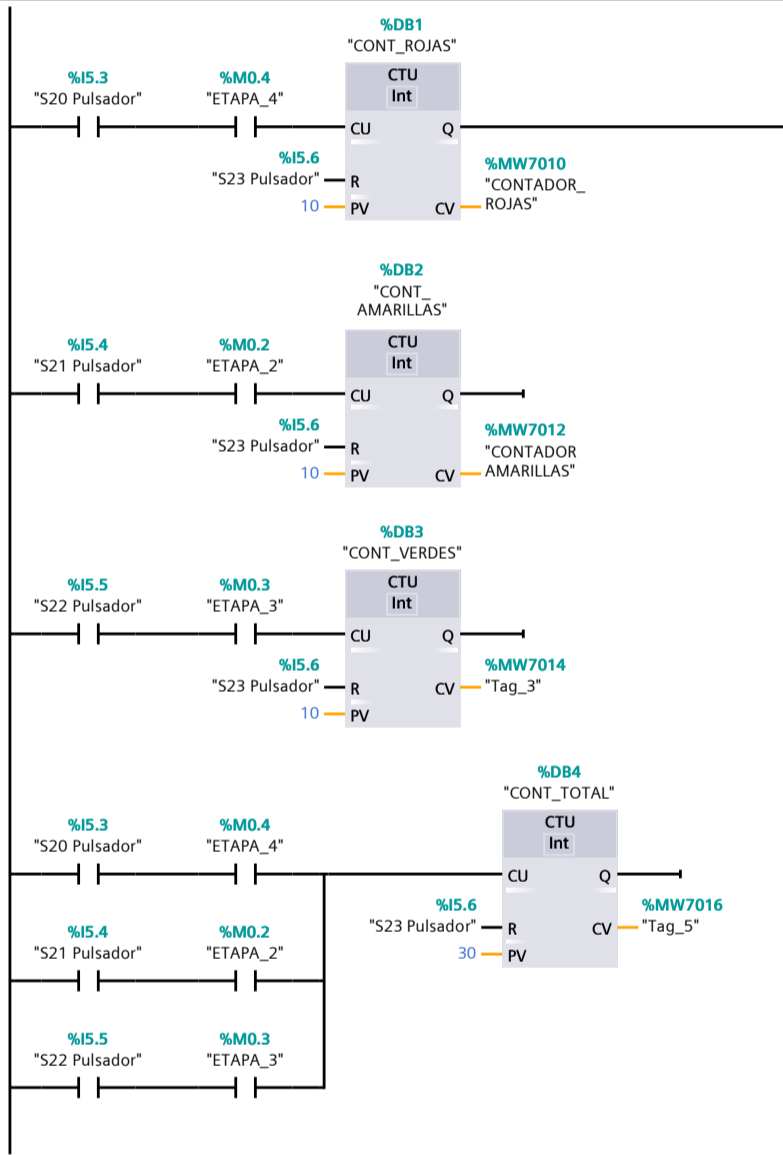 %DB1
"CONT_ROJAS"
%I5.3
"S20 Pulsador"
%M0.4
"ETAPA_4"
CTU
Int
CU
Q
%I5.6
"S23 Pulsador"
R
%MW7010
"CONTADOR_
ROJAS"
10
PV
CV
%DB2
"CONT_
AMARILLAS"
%I5.4
"S21 Pulsador"
%M0.2
"ETAPA_2"
CTU
Int
CU
Q
%I5.6
"S23 Pulsador"
R
%MW7012
"CONTADOR
AMARILLAS"
10
PV
CV
%DB3
"CONT_VERDES"
%I5.5
"S22 Pulsador"
%M0.3
"ETAPA_3"
CTU
Int
CU
Q
%I5.6
"S23 Pulsador"
R
CV
%MW7014
"Tag_3"
10
PV
%DB4
"CONT_TOTAL"
%I5.3
"S20 Pulsador"
%M0.4
"ETAPA_4"
CTU
Int
CU
Q
%I5.6
"S23 Pulsador"
R
CV
%MW7016
"Tag_5"
30
PV
%I5.4
"S21 Pulsador"
%M0.2
"ETAPA_2"
%I5.5
"S22 Pulsador"
%M0.3
"ETAPA_3"